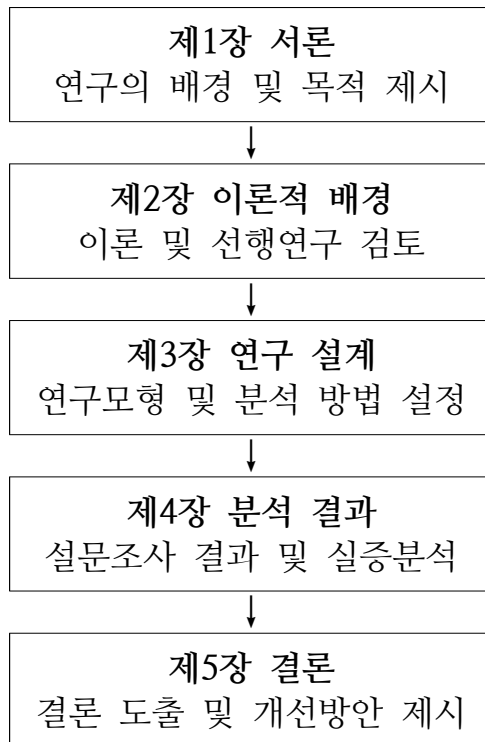 제1장 서론
연구의 배경 및 목적 제시
제2장 이론적 배경
이론 및 선행연구 검토
제3장 연구 설계
연구모형 및 분석 방법 설정
제4장 분석 결과
설문조사 결과 및 실증분석
제5장 결론
결론 도출 및 개선방안 제시